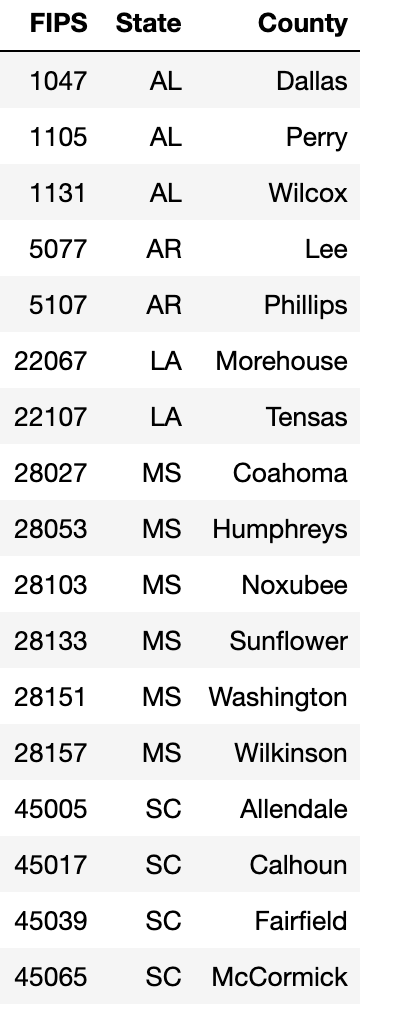 FIPS State County
1047 AL Dallas
1105 AL Perry
1131 AL Wilcox
5077 AR Lee
5107 AR Phillips
22067 LA Morehouse
22107 LA Tensas
28027 MS Coahoma
28053 MS Humphreys
28103 MS Noxubee
28133 MS Sunflower
28151 MS Washington
28157 MS Wilkinson
45005 SC Allendale
45017 SC Calhoun
45039 SC Fairfield
45065 SC McCormick